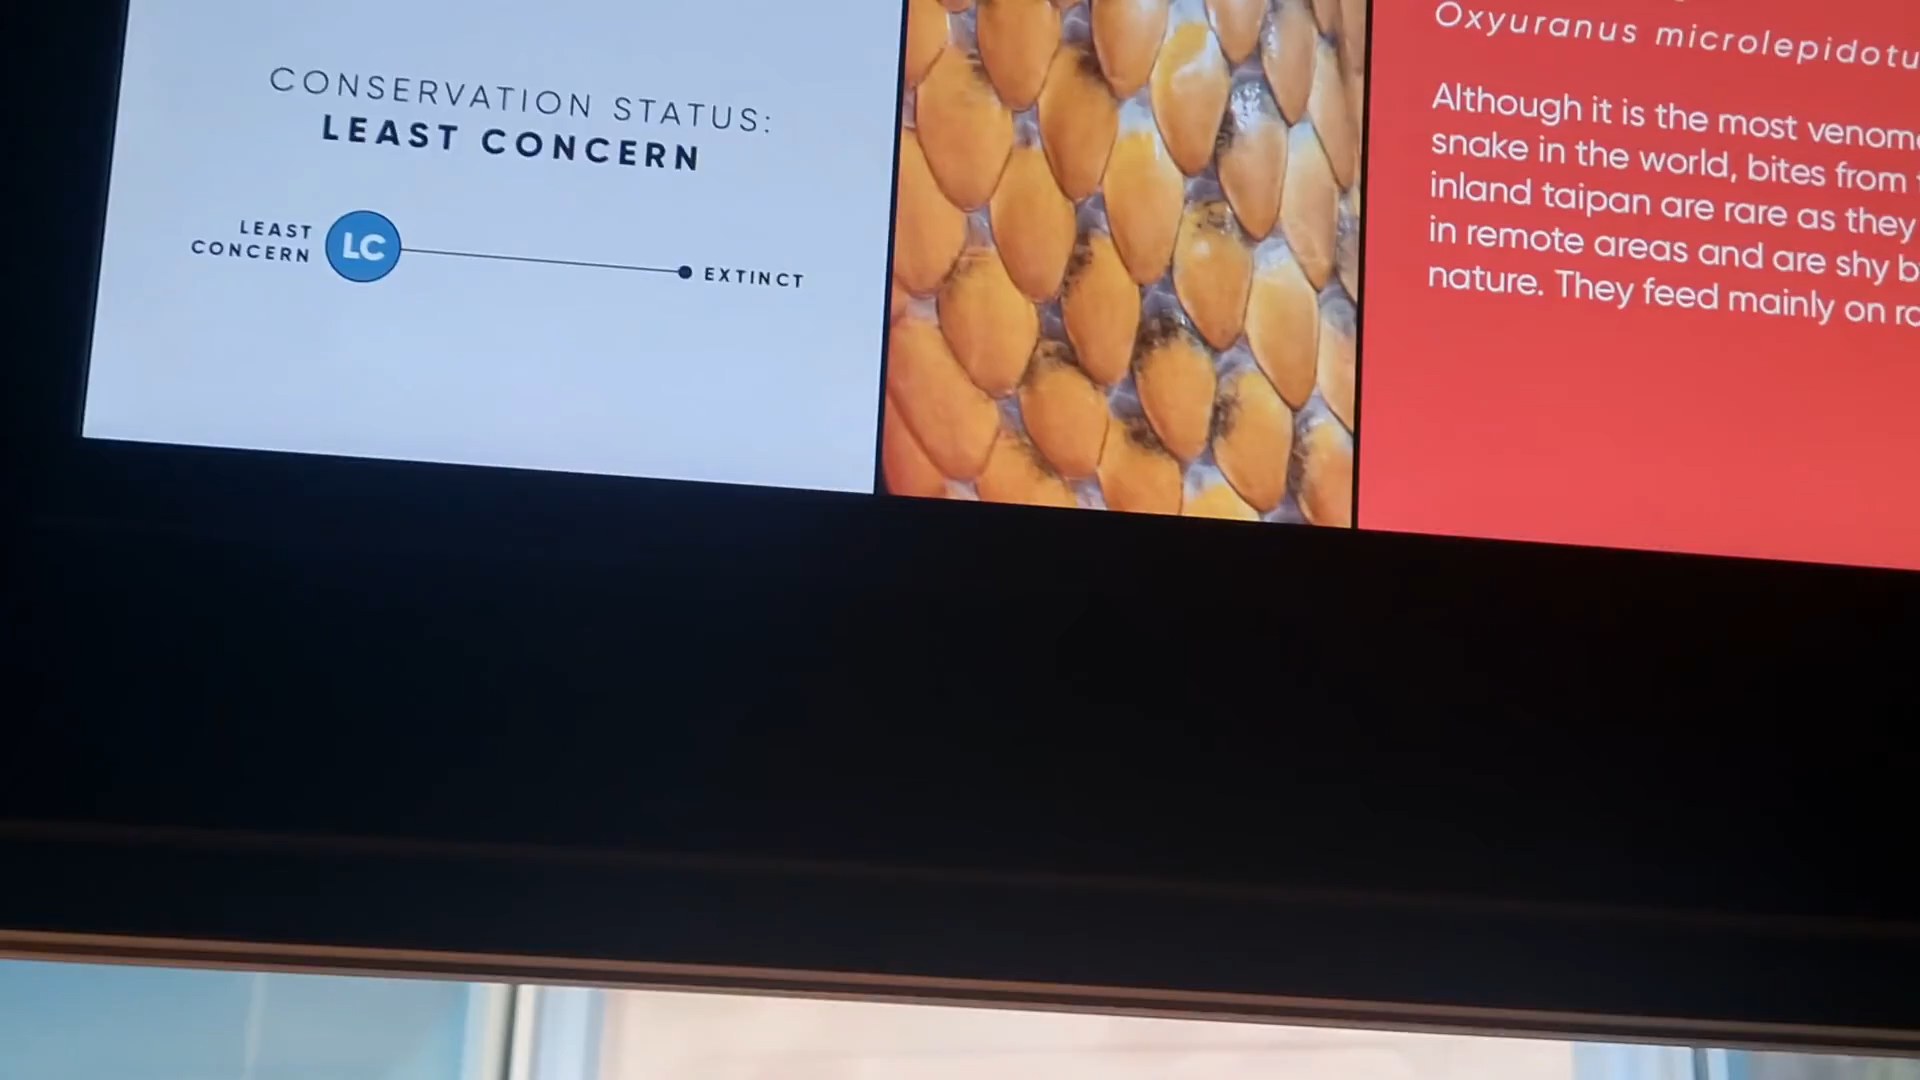 CONSERVATION STATUS:
LEAST CONCERN
LEAST
CONCERN
LC
EXTINCT
Oxyuranus
Although it is the most
snake in the world, bites from
inland taipan are rare as they
in remote areas and are shy
nature. They feed mainly on